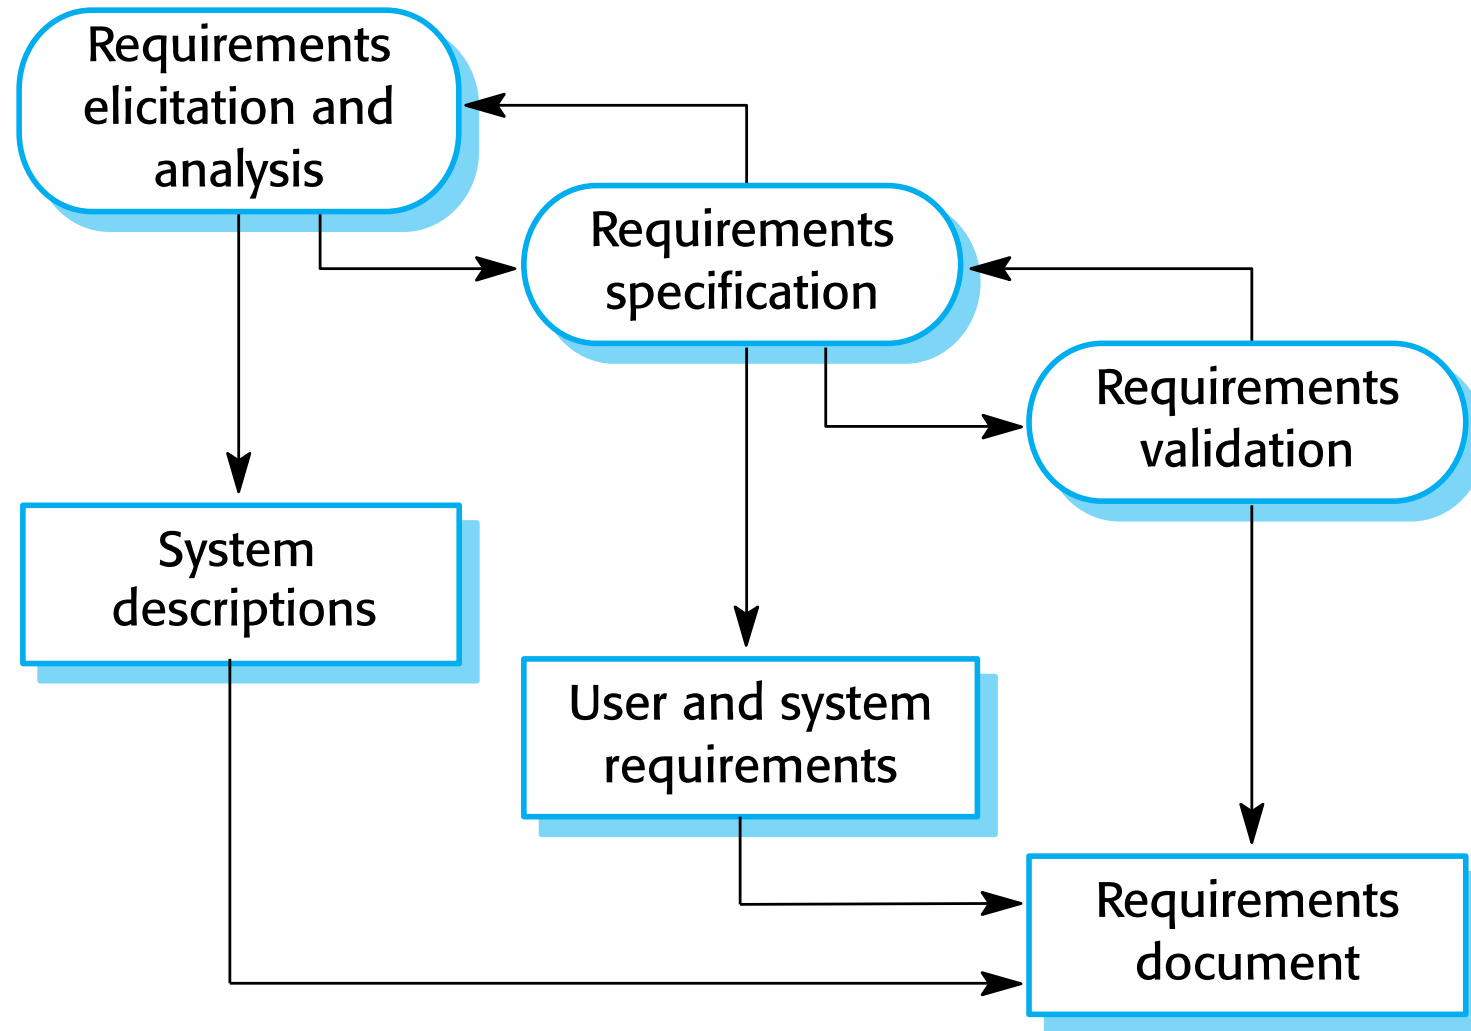 Requirements
elicitation and
analysis
Requirements
specification
Requirements
validation
System
descriptions
User and system
requirements
Requirements
document